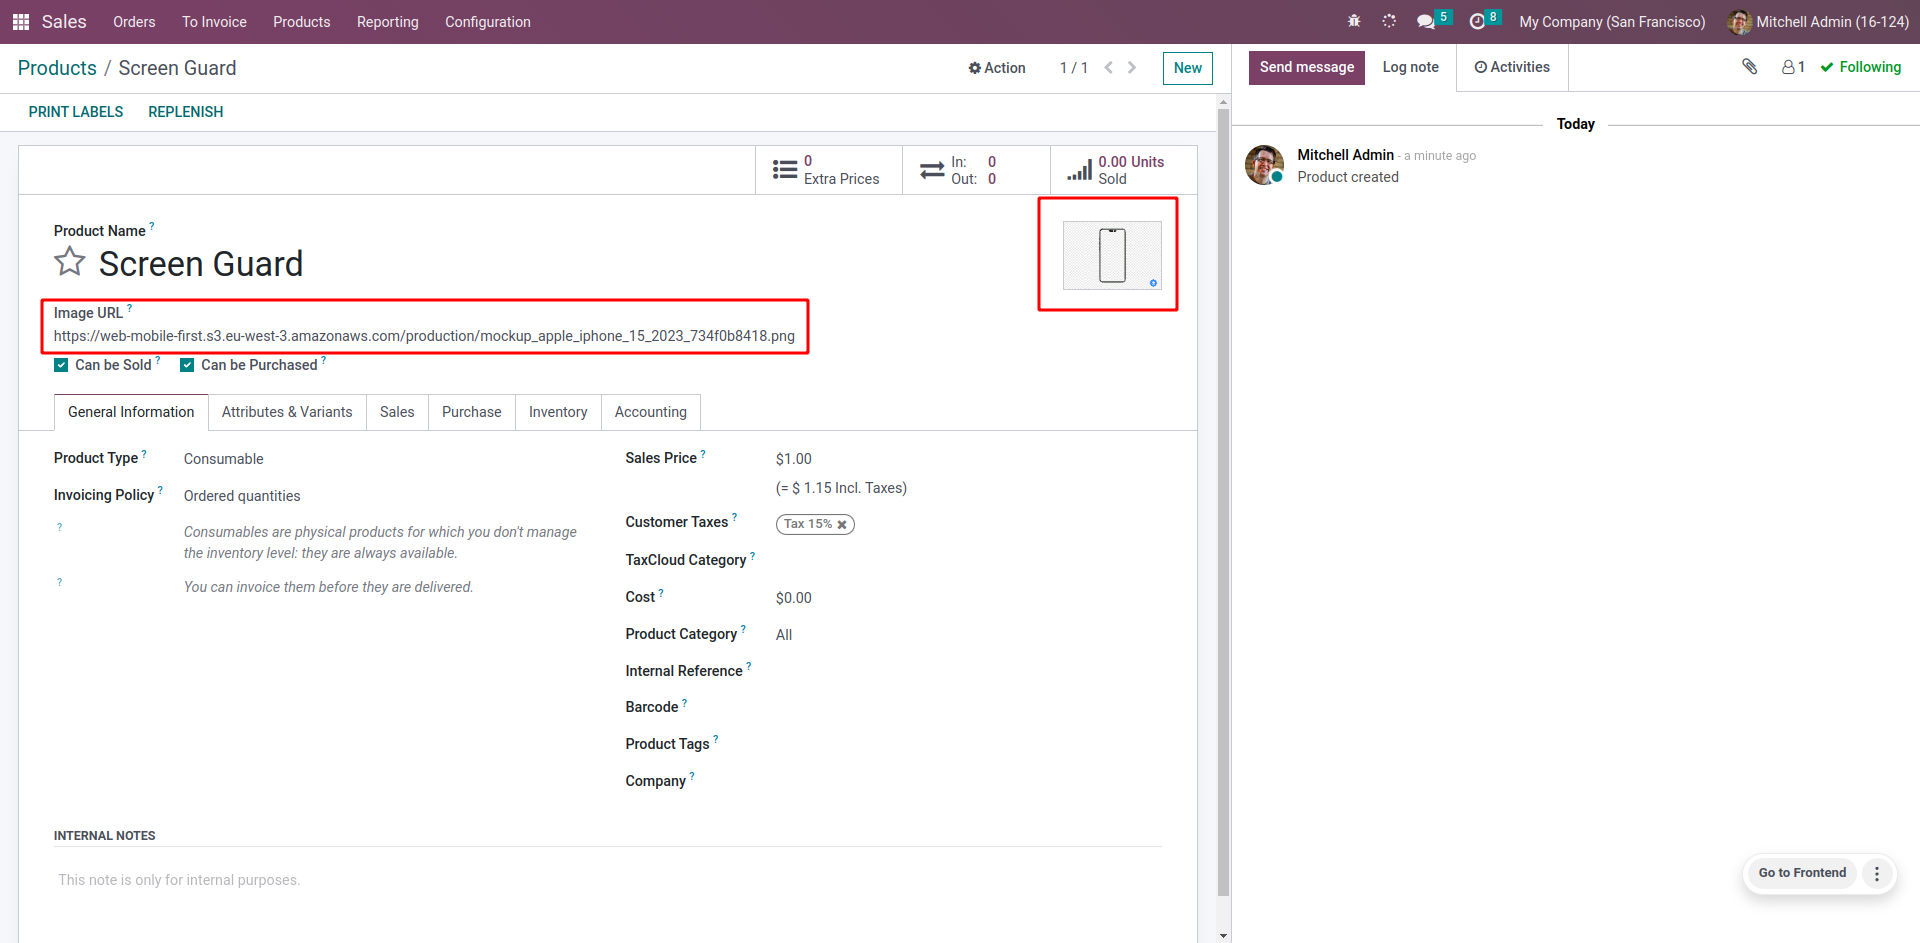 Sales Orders To Invoice Products Reporting Configuration 5 8 My Company (San Francisco) Mitchell Admin (16-124)
Products / Screen Guard Action 1 / 1 New
PRINT LABELS REPLENISH
0
Extra Prices
In: 0
Out: 0
0.00 Units
Sold
Product Name ?
Screen Guard
Image URL ?
https://web-mobile-first.s3.eu-west-3.amazonaws.com/production/mockup_apple_iphone_15_2023_734f0b8418.png
Can be Sold ? Can be Purchased ?
General Information Attributes & Variants Sales Purchase Inventory Accounting
Product Type ? Consumable
Invoicing Policy ? Ordered quantities
? Consumables are physical products for which you don't manage
the inventory level: they are always available.
? You can invoice them before they are delivered.
Sales Price ? $1.00
(= $ 1.15 Incl. Taxes)
Customer Taxes ? Tax 15% ✖
TaxCloud Category ?
Cost ? $0.00
Product Category ? All
Internal Reference ?
Barcode ?
Product Tags ?
Company ?
INTERNAL NOTES
This note is only for internal purposes.
Send message Log note Activities 1 Following
Today
Mitchell Admin - a minute ago
Product created
Go to Frontend